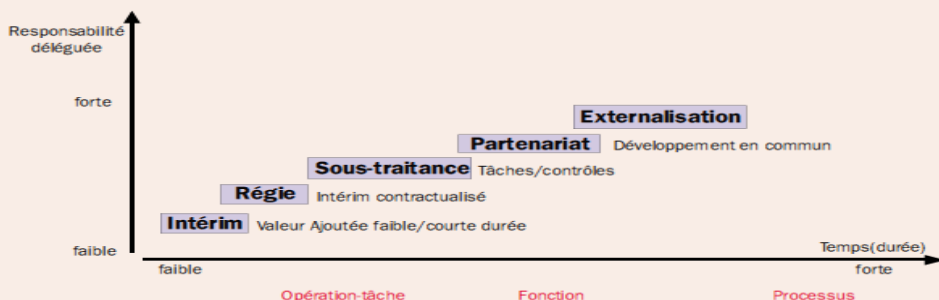 Responsabilité
déléguée
forte
Externalisation
Partenariat Développement en commun
Sous-traitance Tâches/contrôles
Régie Intérim contractualisé
Intérim Valeur Ajoutée faible/courte durée
faible
Temps(durée)
faible
forte
Opération-tâche
Fonction
Processus